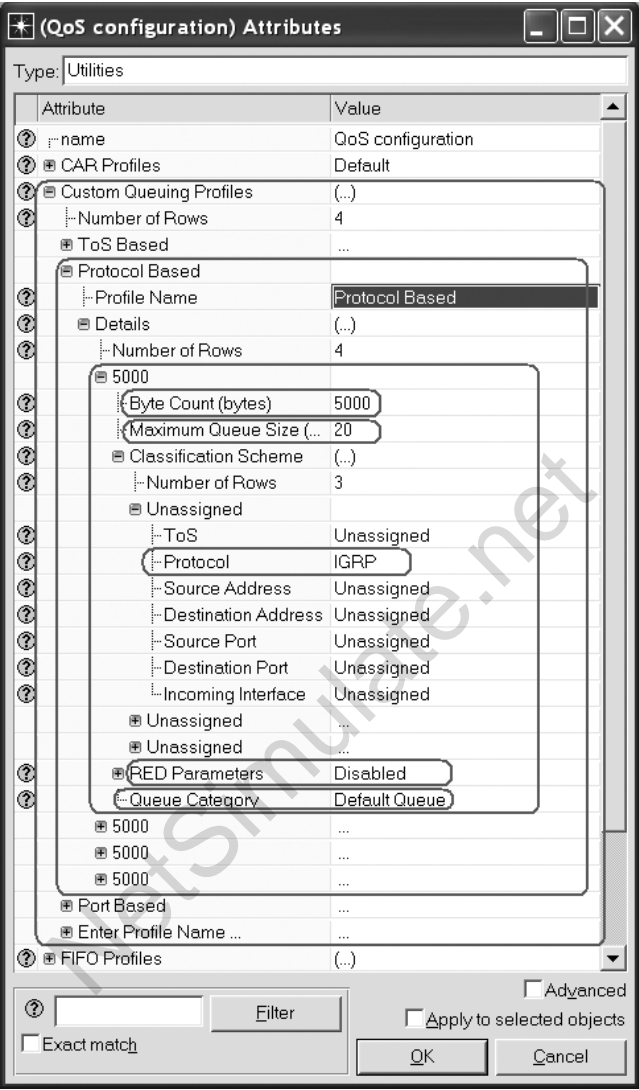 (QoS configuration) Attributes
Type: Utilities
Attribute Value
name QoS configuration
CAR Profiles Default
Custom Queuing Profiles (...)
Number of Rows 4
ToS Based ...
Protocol Based
Profile Name Protocol Based
Details (...)
Number of Rows 4
5000
Byte Count (bytes) 5000
Maximum Queue Size (... 20
Classification Scheme (...)
Number of Rows 3
Unassigned
ToS Unassigned
Protocol IGRP
Source Address Unassigned
Destination Address Unassigned
Source Port Unassigned
Destination Port Unassigned
Incoming Interface Unassigned
Unassigned ...
Unassigned ...
RED Parameters Disabled
Queue Category Default Queue
5000 ...
5000 ...
5000 ...
Port Based ...
Enter Profile Name ... ...
FIFO Profiles (...)
Advanced
Filter
Apply to selected objects
Exact match
OK Cancel
NetSimulate.net